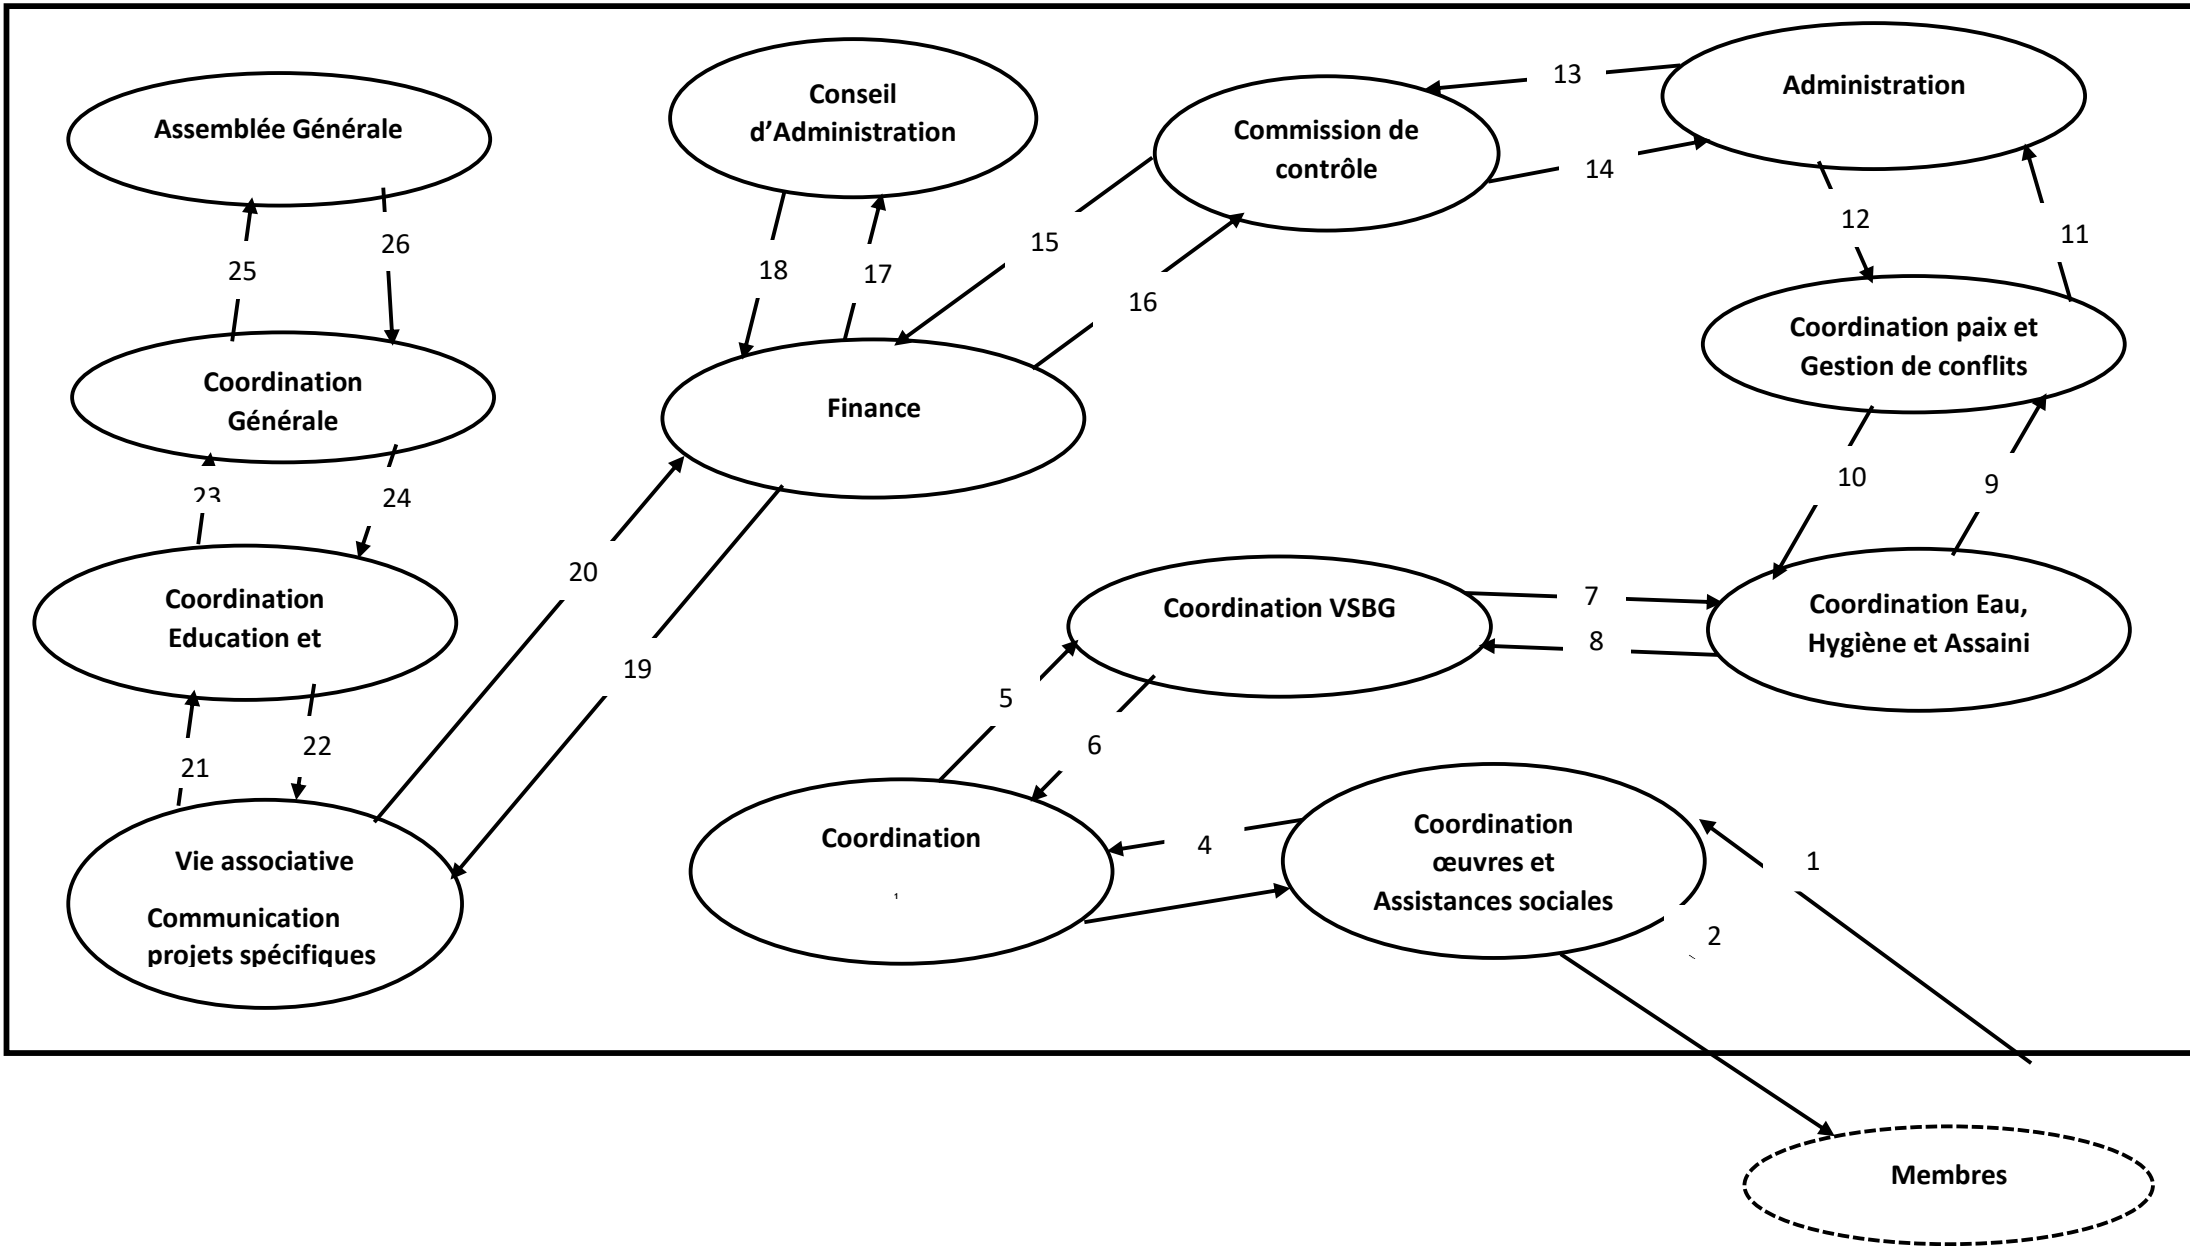 Assemblée Générale
Conseil
d’Administration
Commission de
contrôle
Administration
13
14
15
16
12
11
25
26
18
17
Coordination
Générale
Finance
Coordination paix et
Gestion de conflits
23
24
20
19
10
9
Coordination
Education et
Coordination VSBG
7
8
Coordination Eau,
Hygiène et Assaini
21
22
5
6
Vie associative
Communication
projets spécifiques
Coordination
4
Coordination
œuvres et
Assistances sociales
1
2
Membres